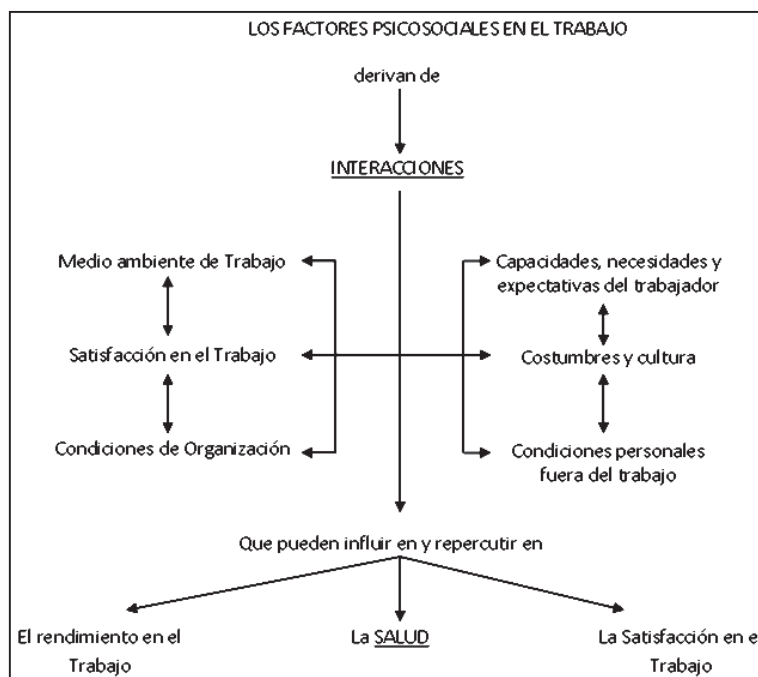 LOS FACTORES PSICOSOCIALES EN EL TRABAJO
derivan de
INTERACCIONES
Medio ambiente de Trabajo
Capacidades, necesidades y
expectativas del trabajador
Satisfacción en el Trabajo
Costumbres y cultura
Condiciones de Organización
Condiciones personales
fuera del trabajo
Que pueden influir en y repercutir en
El rendimiento en el
Trabajo
La SALUD
La Satisfacción en e
Trabajo